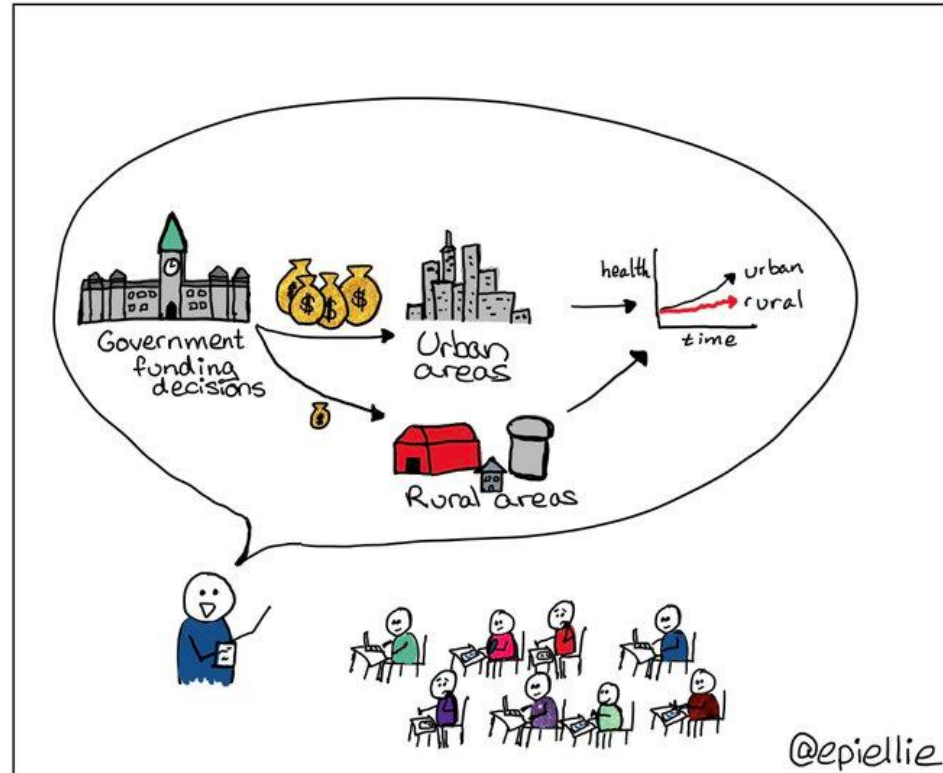 Government
funding
decisions
$ $ $ $
Urban
areas
health
urban
rural
time
$
Rural areas
@epiellie